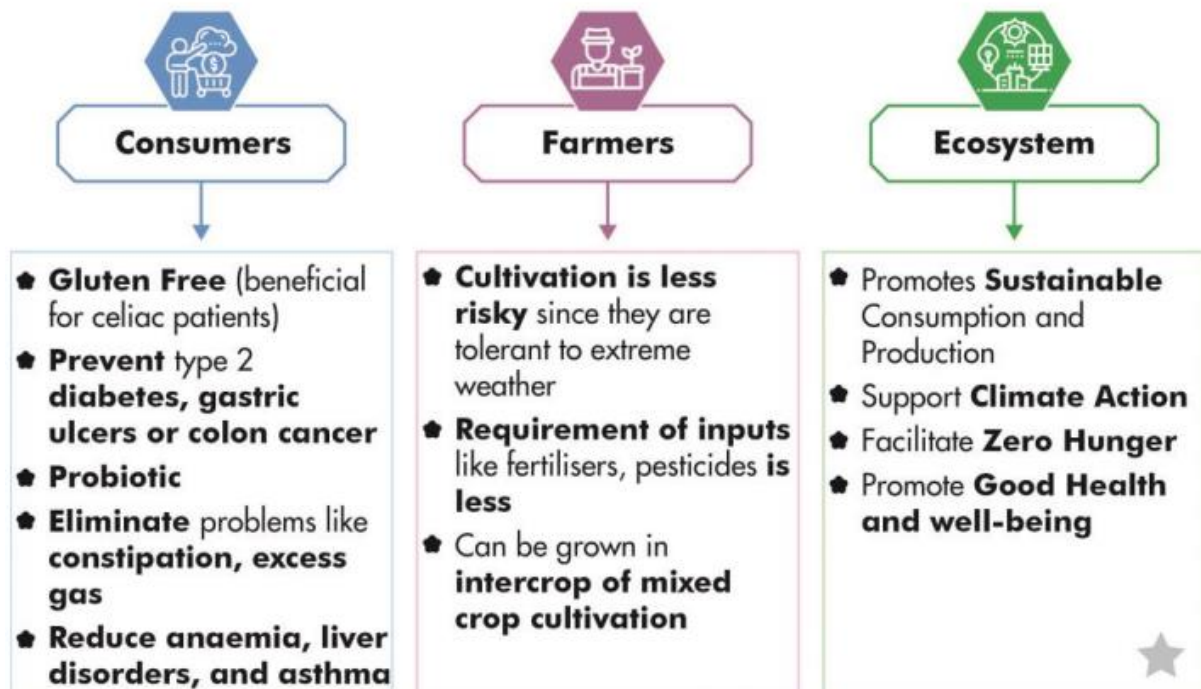 Consumers
Gluten Free (beneficial
for celiac patients)
Prevent type 2
diabetes, gastric
ulcers or colon cancer
Probiotic
Eliminate problems like
constipation, excess
gas
Reduce anaemia, liver
disorders, and asthma
Farmers
Cultivation is less
risky since they are
tolerant to extreme
weather
Requirement of inputs
like fertilisers, pesticides is
less
Can be grown in
intercrop of mixed
crop cultivation
Ecosystem
Promotes Sustainable
Consumption and
Production
Support Climate Action
Facilitate Zero Hunger
Promote Good Health
and well-being